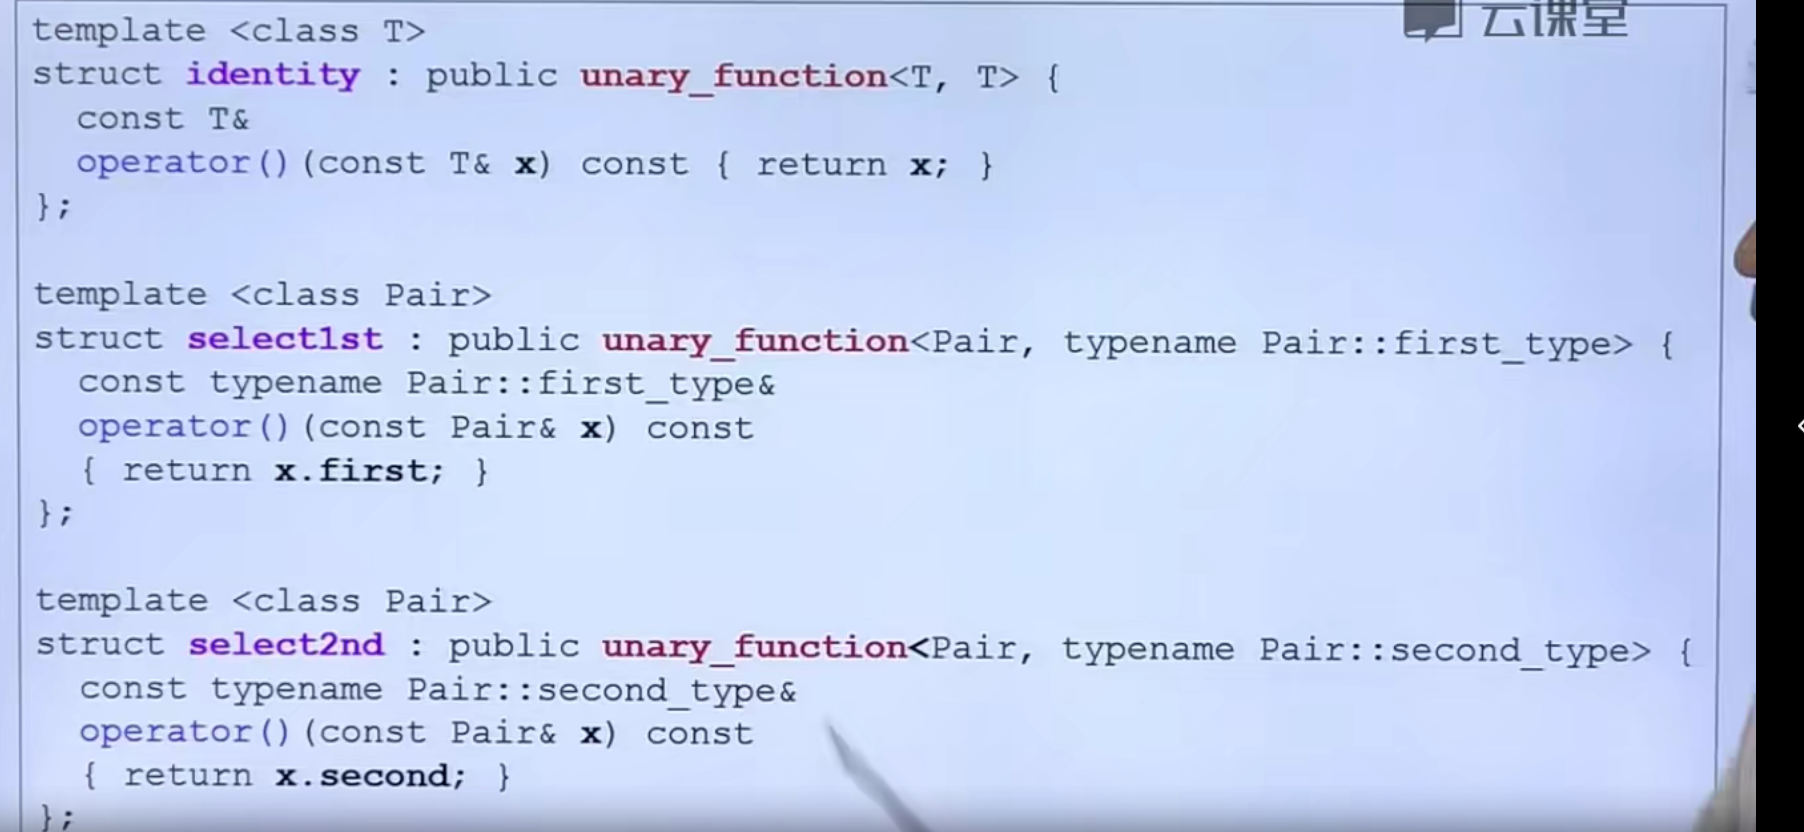 云课堂
template <class T>
struct identity : public unary_function<T, T> {
  const T&
  operator()(const T& x) const { return x; }
};
template <class Pair>
struct select1st : public unary_function<Pair, typename Pair::first_type> {
  const typename Pair::first_type&
  operator()(const Pair& x) const
  { return x.first; }
};
template <class Pair>
struct select2nd : public unary_function<Pair, typename Pair::second_type> {
  const typename Pair::second_type&
  operator()(const Pair& x) const
  { return x.second; }
};